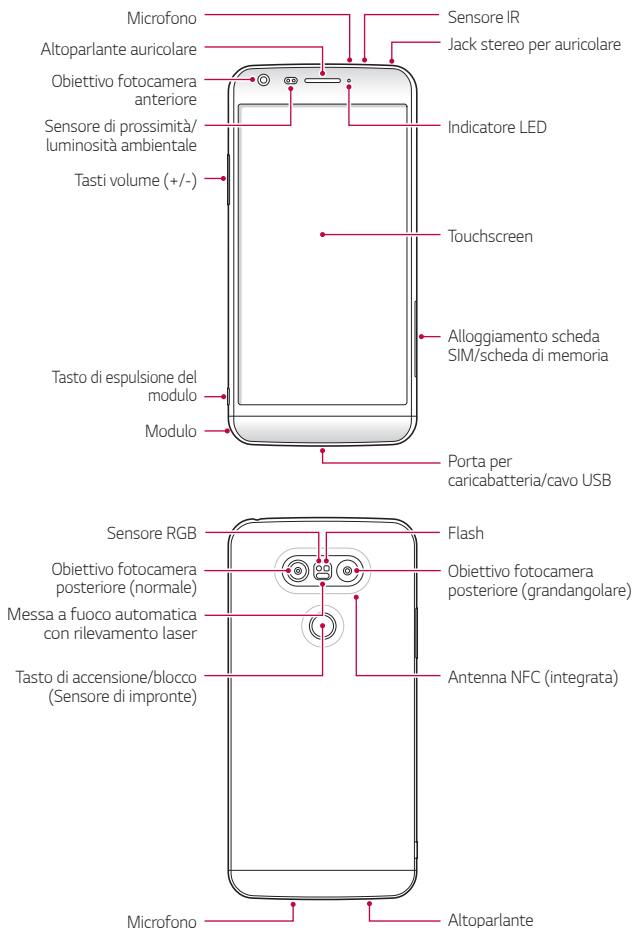 Microfono
Sensore IR
Altoparlante auricolare
Jack stereo per auricolare
Obiettivo fotocamera
anteriore
Sensore di prossimità/
luminosità ambientale
Indicatore LED
Tasti volume (+/-)
Touchscreen
Alloggiamento scheda
SIM/scheda di memoria
Tasto di espulsione del
modulo
Modulo
Porta per
caricabatteria/cavo USB
Sensore RGB
Flash
Obiettivo fotocamera
posteriore (normale)
Obiettivo fotocamera
posteriore (grandangolare)
Messa a fuoco automatica
con rilevamento laser
Tasto di accensione/blocco
(Sensore di impronte)
Antenna NFC (integrata)
Microfono
Altoparlante